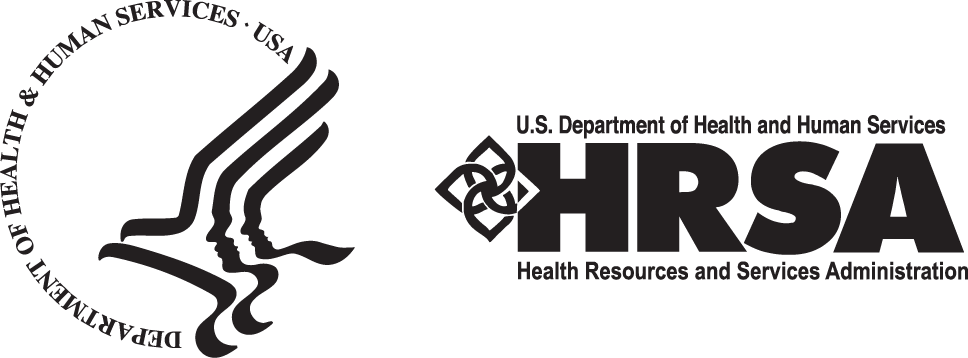 DEPARTMENT OF HEALTH & HUMAN SERVICES · USA
U.S. Department of Health and Human Services
HRSA
Health Resources and Services Administration